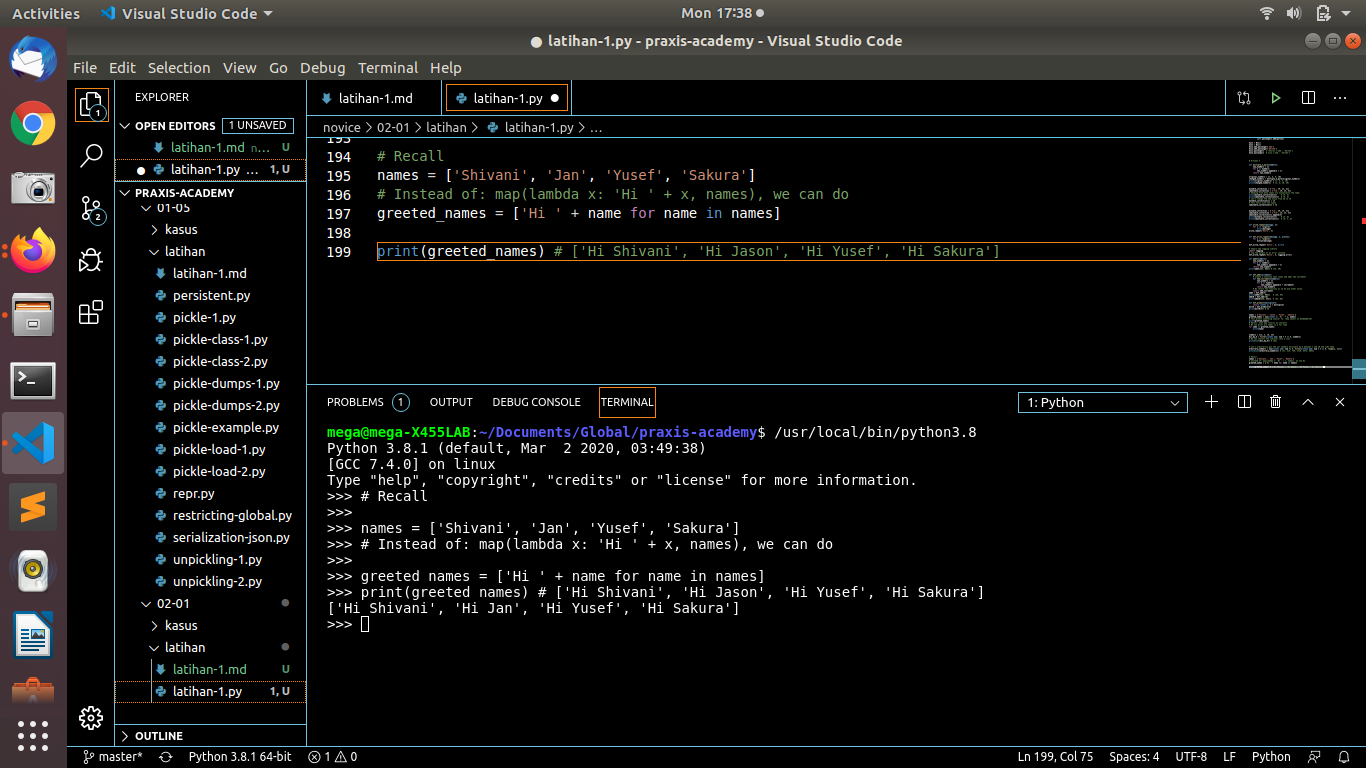 Activities Visual Studio Code Mon 17:38
latihan-1.py - praxis-academy - Visual Studio Code
File Edit Selection View Go Debug Terminal Help
EXPLORER
OPEN EDITORS 1 UNSAVED
latihan-1.md n... U
latihan-1.py ... 1, U
PRAXIS-ACADEMY
01-05
kasus
latihan
latihan-1.md
persistent.py
pickle-1.py
pickle-class-1.py
pickle-class-2.py
pickle-dumps-1.py
pickle-dumps-2.py
pickle-example.py
pickle-load-1.py
pickle-load-2.py
repr.py
restricting-global.py
serialization-json.py
unpickling-1.py
unpickling-2.py
02-01
kasus
latihan
latihan-1.md U
latihan-1.py 1, U
OUTLINE
1
2
latihan-1.md latihan-1.py
novice > 02-01 > latihan > latihan-1.py > ...
193
194 # Recall
195 names = ['Shivani', 'Jan', 'Yusef', 'Sakura']
196 # Instead of: map(lambda x: 'Hi ' + x, names), we can do
197 greeted_names = ['Hi ' + name for name in names]
198
199 print(greeted_names) # ['Hi Shivani', 'Hi Jason', 'Hi Yusef', 'Hi Sakura']
PROBLEMS 1 OUTPUT DEBUG CONSOLE TERMINAL 1: Python
mega@mega-X455LAB:~/Documents/Global/praxis-academy$ /usr/local/bin/python3.8
Python 3.8.1 (default, Mar  2 2020, 03:49:38)
[GCC 7.4.0] on linux
Type "help", "copyright", "credits" or "license" for more information.
>>> # Recall
>>>
>>> names = ['Shivani', 'Jan', 'Yusef', 'Sakura']
>>> # Instead of: map(lambda x: 'Hi ' + x, names), we can do
>>>
>>> greeted names = ['Hi ' + name for name in names]
>>> print(greeted names) # ['Hi Shivani', 'Hi Jason', 'Hi Yusef', 'Hi Sakura']
['Hi Shivani', 'Hi Jan', 'Hi Yusef', 'Hi Sakura']
>>>
master* Python 3.8.1 64-bit 1 0 Ln 199, Col 75 Spaces: 4 UTF-8 LF Python